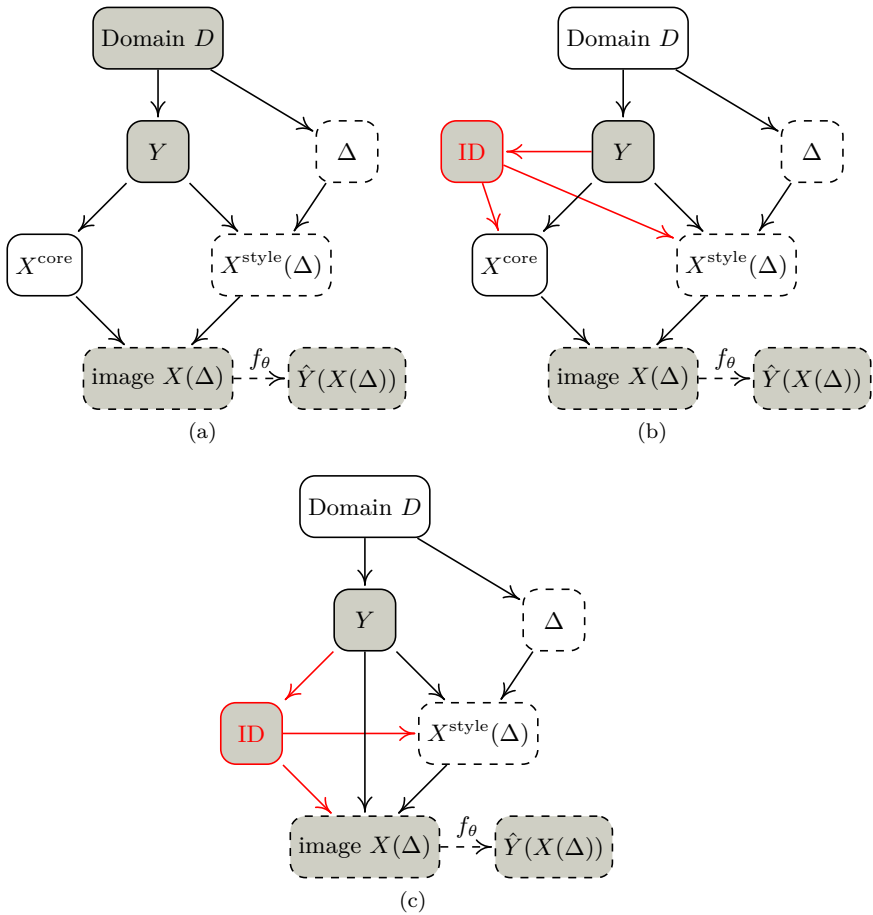 Domain D
Y
Δ
X^core
X^style(Δ)
image X(Δ)
f_θ
Ŷ(X(Δ))
(a)
Domain D
ID
Y
Δ
X^core
X^style(Δ)
image X(Δ)
f_θ
Ŷ(X(Δ))
(b)
Domain D
Y
Δ
ID
X^style(Δ)
image X(Δ)
f_θ
Ŷ(X(Δ))
(c)